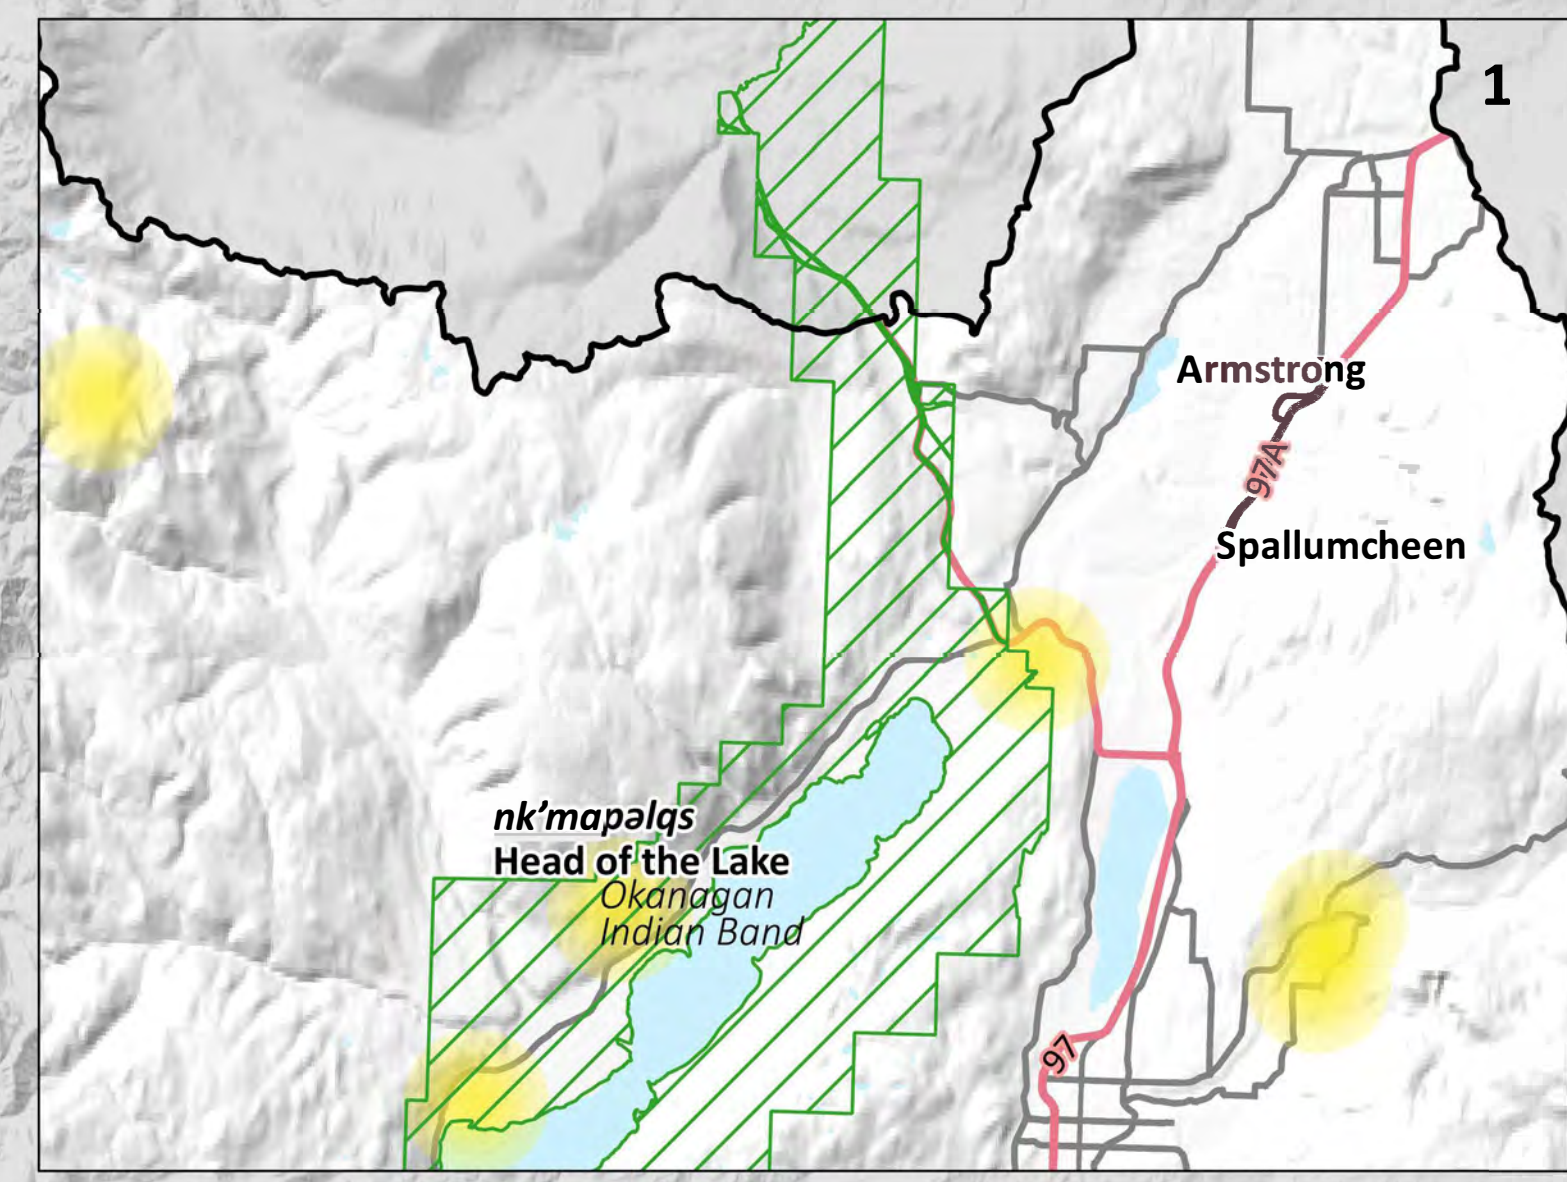 1
Armstrong
97A
Spallumcheen
nk’mapəlqs
Head of the Lake
Okanagan
Indian Band
97